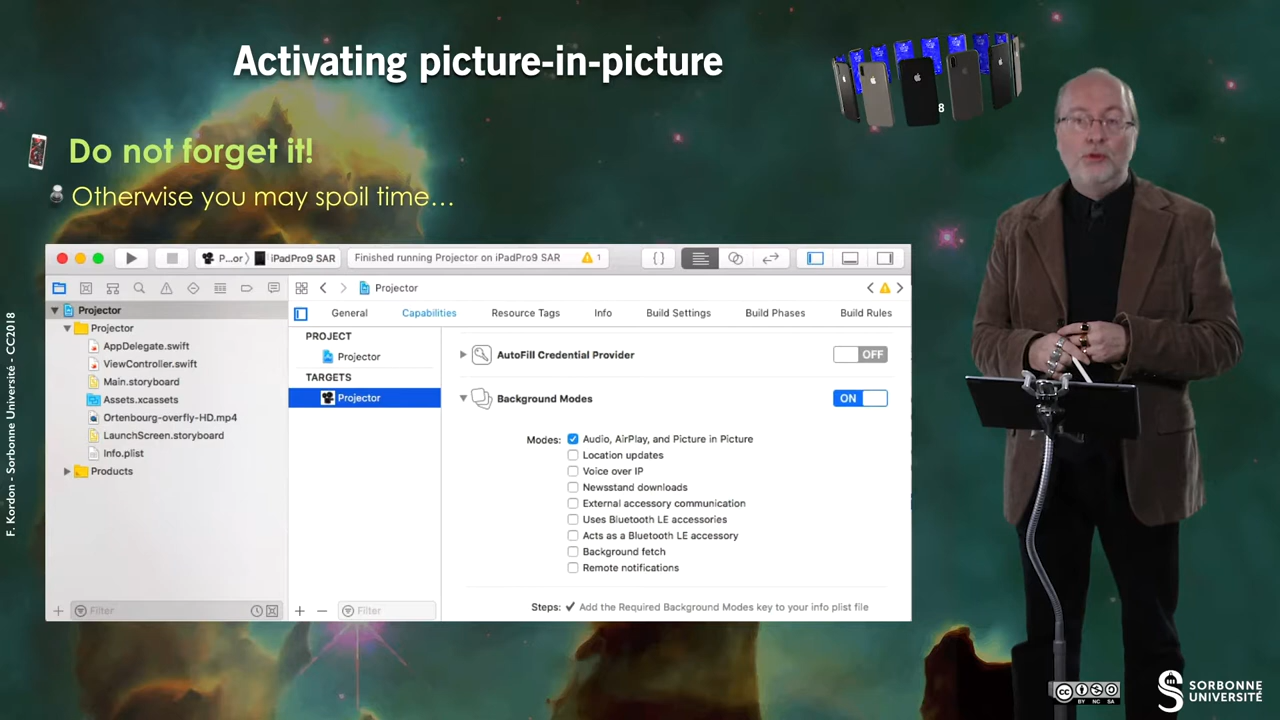 Activating picture-in-picture
8
Do not forget it!
Otherwise you may spoil time…
P...or
iPadPro9 SAR
Finished running Projector on iPadPro9 SAR
1
{ }
Projector
Projector
General
Capabilities
Resource Tags
Info
Build Settings
Build Phases
Build Rules
Projector
AppDelegate.swift
ViewController.swift
Main.storyboard
Assets.xcassets
Ortenbourg-overfly-HD.mp4
LaunchScreen.storyboard
Info.plist
Products
PROJECT
Projector
TARGETS
Projector
AutoFill Credential Provider
OFF
Background Modes
ON
Modes:
Audio, AirPlay, and Picture in Picture
Location updates
Voice over IP
Newsstand downloads
External accessory communication
Uses Bluetooth LE accessories
Acts as a Bluetooth LE accessory
Background fetch
Remote notifications
Steps: ✔ Add the Required Background Modes key to your info plist file
Filter
Filter
F. Kordon - Sorbonne Université - CC2018
cc
BY NC SA
SORBONNE
UNIVERSITÉ